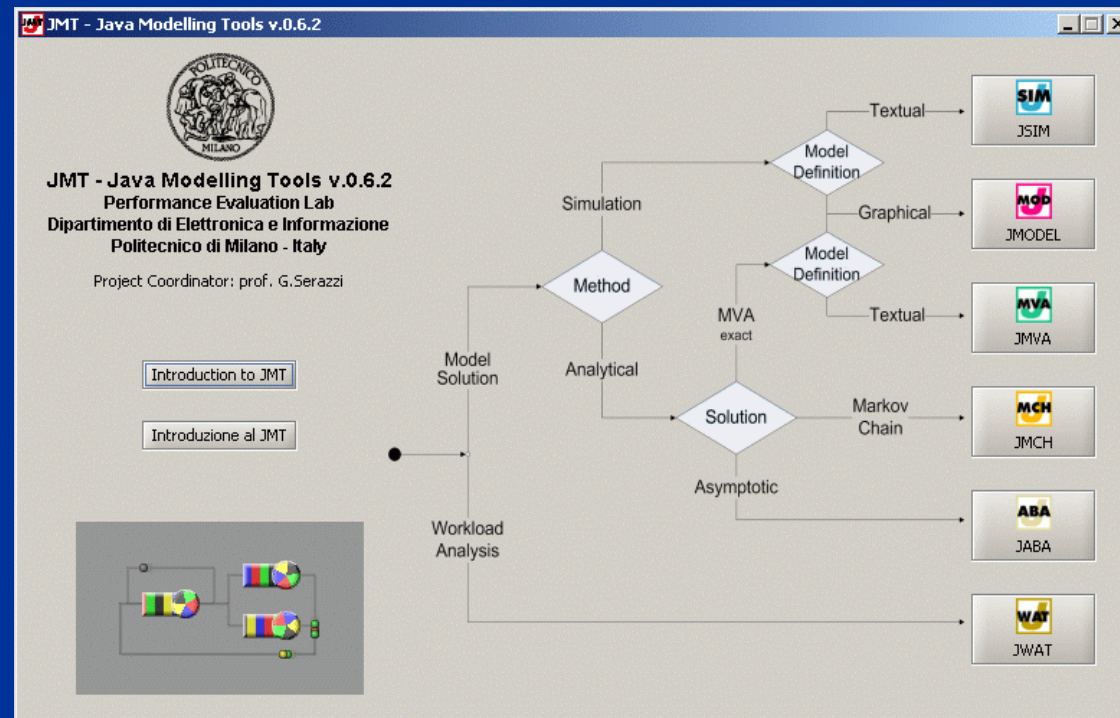 JMT - Java Modelling Tools v.0.6.2
POLITECNICO
MILANO
JMT - Java Modelling Tools v.0.6.2
Performance Evaluation Lab
Dipartimento di Elettronica e Informazione
Politecnico di Milano - Italy
Project Coordinator: prof. G.Serazzi
Introduction to JMT
Introduzione al JMT
Model
Solution
Workload
Analysis
Method
Simulation
Analytical
Model
Definition
Textual
Graphical
Model
Definition
Textual
MVA
exact
Solution
Markov
Chain
Asymptotic
SIM
JSIM
MOD
JMODEL
MVA
JMVA
MCH
JMCH
ABA
JABA
WAT
JWAT